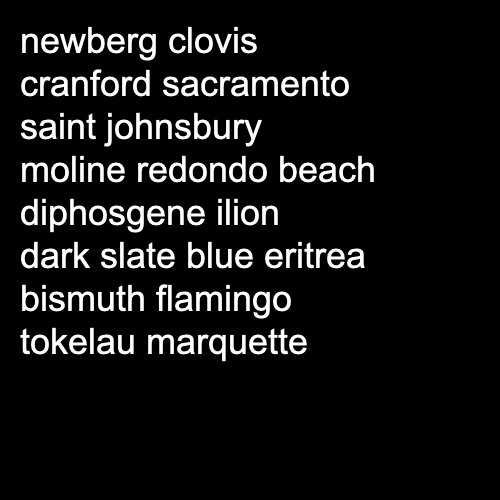 newberg clovis
cranford sacramento
saint johnsbury
moline redondo beach
diphosgene ilion
dark slate blue eritrea
bismuth flamingo
tokelau marquette